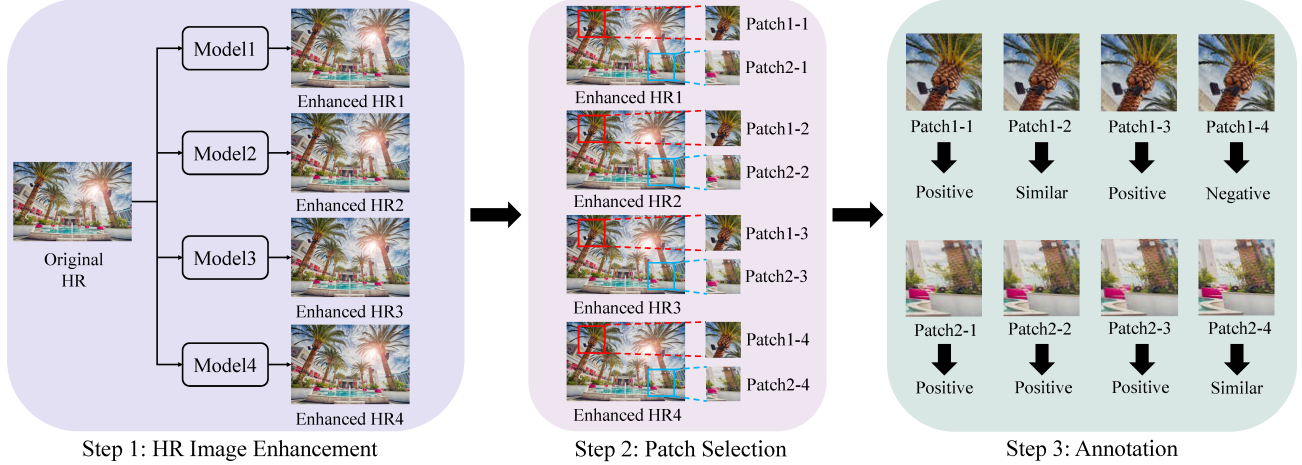 Model1
Enhanced HR1
Model2
Enhanced HR2
Original
HR
Model3
Enhanced HR3
Model4
Enhanced HR4
Step 1: HR Image Enhancement
Patch1-1
Patch2-1
Enhanced HR1
Patch1-2
Patch2-2
Enhanced HR2
Patch1-3
Patch2-3
Enhanced HR3
Patch1-4
Patch2-4
Enhanced HR4
Step 2: Patch Selection
Patch1-1 Patch1-2 Patch1-3 Patch1-4
Positive Similar Positive Negative
Patch2-1 Patch2-2 Patch2-3 Patch2-4
Positive Positive Positive Similar
Step 3: Annotation